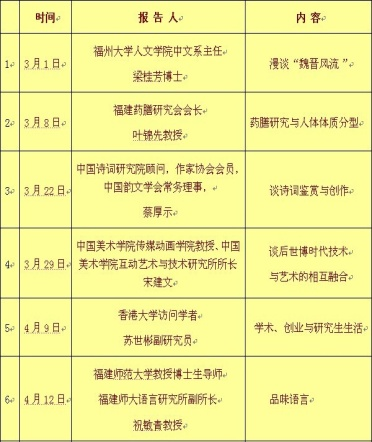 时间 报 告 人 内 容
1 3月1日 福州大学人文学院中文系主任
梁桂芳博士 漫谈“魏晋风流”
2 3月8日 福建药膳研究会会长
叶锦先教授 药膳研究与人体体质分型
3 3月22日 中国诗词研究院顾问,作家协会会员,
中国韵文学会常务理事,
蔡厚示 谈诗词鉴赏与创作
4 3月29日 中国美术学院传媒动画学院教授、中国
美术学院互动艺术与技术研究所所长
宋建文 谈后世博时代技术
与艺术的相互融合
5 4月9日 香港大学访问学者
苏世彬副研究员 学术、创业与研究生生活
6 4月12日 福建师范大学教授博士生导师
福建师大语言研究所副所长
祝敏青教授 品味语言